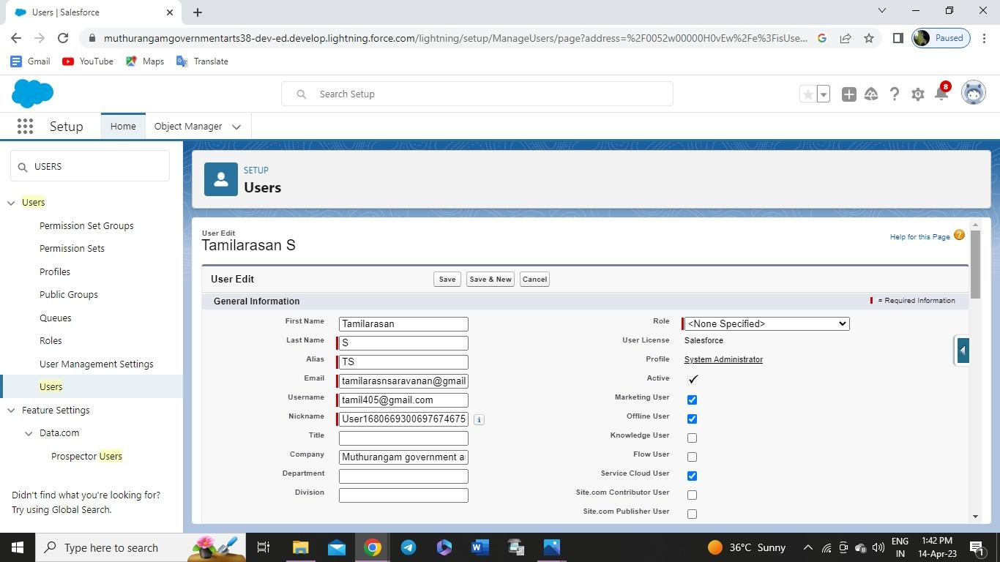 Users | Salesforce
muthurangamgovernmentarts38-dev-ed.develop.lightning.force.com/lightning/setup/ManageUsers/page?address=%2F0052w00000H0vEw%2Fe%3FisUse...
Paused
Gmail YouTube Maps Translate
Search Setup
8
Setup Home Object Manager
USERS
Users
Permission Set Groups
Permission Sets
Profiles
Public Groups
Queues
Roles
User Management Settings
Users
Feature Settings
Data.com
Prospector Users
Didn't find what you're looking for?
Try using Global Search.
SETUP
Users
User Edit
Tamilarasan S
Help for this Page ?
User Edit Save Save & New Cancel
General Information = Required Information
First Name Tamilarasan
Last Name S
Alias TS
Email tamilarasnsaravanan@gmail
Username tamil405@gmail.com
Nickname User1680669300697674675 i
Title
Company Muthurangam government a
Department
Division
Role <None Specified>
User License Salesforce
Profile System Administrator
Active
Marketing User
Offline User
Knowledge User
Flow User
Service Cloud User
Site.com Contributor User
Site.com Publisher User
Type here to search
W
36°C Sunny
ENG
IN
1:42 PM
14-Apr-23
1